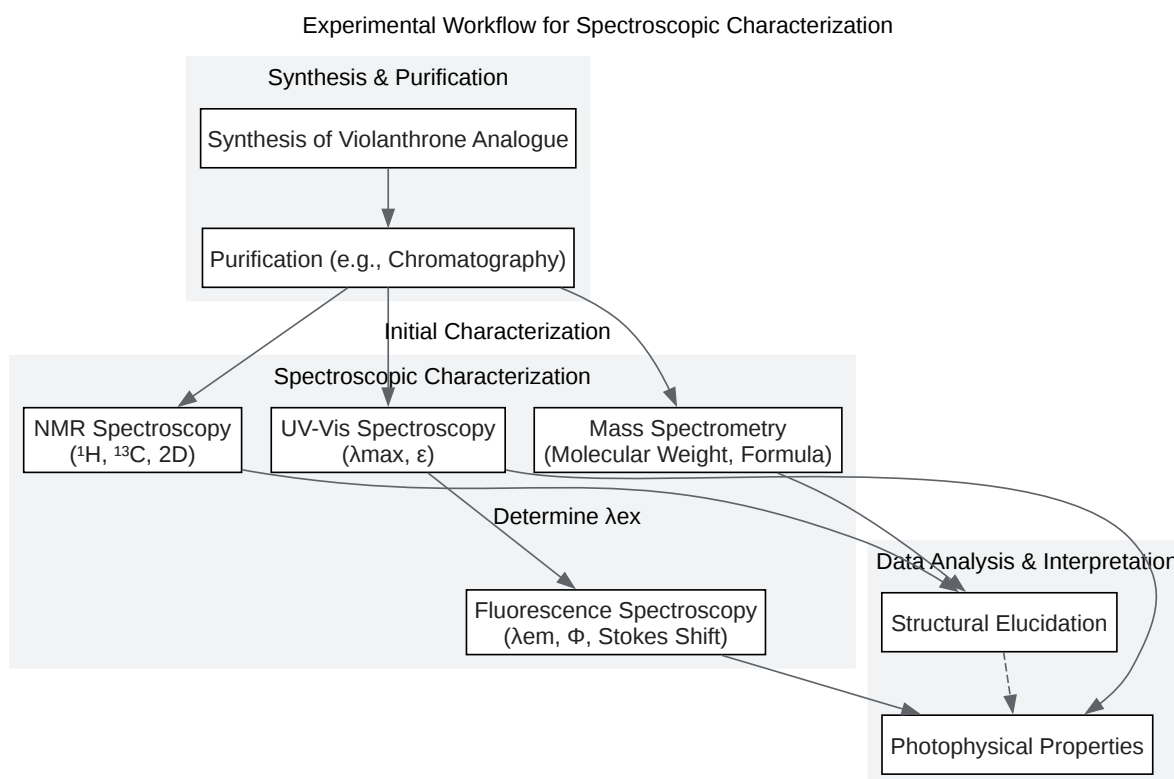 Experimental Workflow for Spectroscopic Characterization
Synthesis & Purification
Synthesis of Violanthrone Analogue
Purification (e.g., Chromatography)
Initial Characterization
Spectroscopic Characterization
NMR Spectroscopy
(¹H, ¹³C, 2D)
UV-Vis Spectroscopy
(λmax, ε)
Mass Spectrometry
(Molecular Weight, Formula)
Determine λex
Fluorescence Spectroscopy
(λem, Φ, Stokes Shift)
Data Analysis & Interpretation
Structural Elucidation
Photophysical Properties